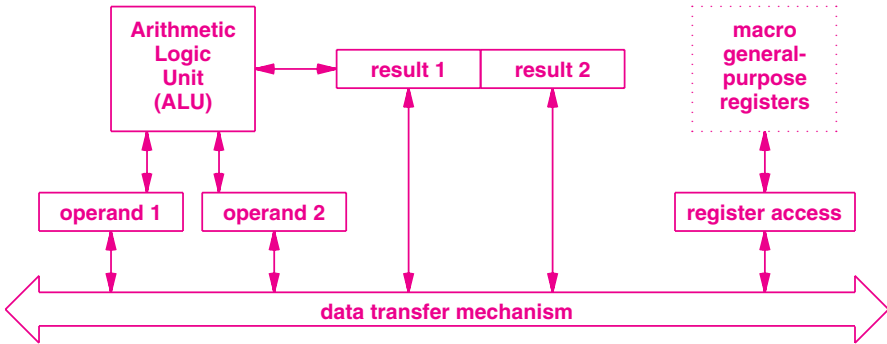 Arithmetic
Logic
Unit
(ALU)
result 1
result 2
macro
general-
purpose
registers
operand 1
operand 2
register access
data transfer mechanism